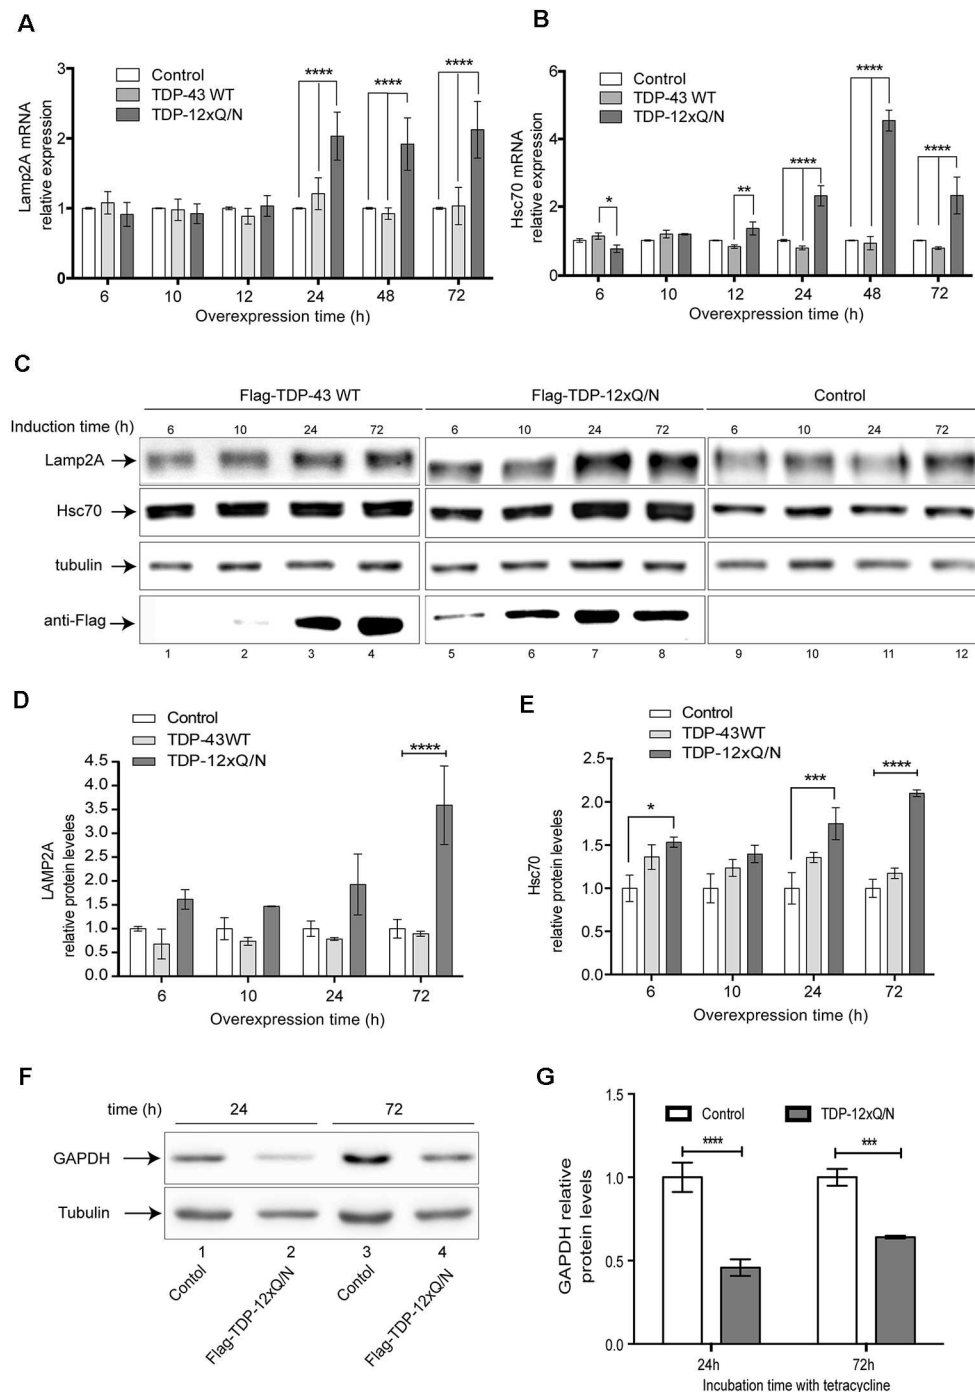 A
Lamp2A mRNA
relative expression
3
2
1
0
Control
TDP-43 WT
TDP-12xQ/N
****
****
****
6 10 12 24 48 72
Overexpression time (h)
B
Hsc70 mRNA
relative expression
6
4
2
0
Control
TDP-43 WT
TDP-12xQ/N
*
**
****
****
****
6 10 12 24 48 72
Overexpression time (h)
C
Flag-TDP-43 WT Flag-TDP-12xQ/N Control
Induction time (h) 6 10 24 72 6 10 24 72 6 10 24 72
Lamp2A
Hsc70
tubulin
anti-Flag
1 2 3 4 5 6 7 8 9 10 11 12
D
Control
TDP-43WT
TDP-12xQ/N
LAMP2A
relative protein leveles
4.5
4.0
3.5
3.0
2.5
2.0
1.5
1.0
0.5
0.0
****
6 10 24 72
Overexpression time (h)
E
Control
TDP-43WT
TDP-12xQ/N
Hsc70
relative protein leveles
2.5
2.0
1.5
1.0
0.5
0.0
*
***
****
6 10 24 72
Overexpression time (h)
F
time (h) 24 72
GAPDH
Tubulin
1 2 3 4
Contol
Flag-TDP-12xQ/N
Contol
Flag-TDP-12xQ/N
G
GAPDH relative
protein levels
1.5
1.0
0.5
0.0
Control TDP-12xQ/N
**** ***
24h 72h
Incubation time with tetracycline